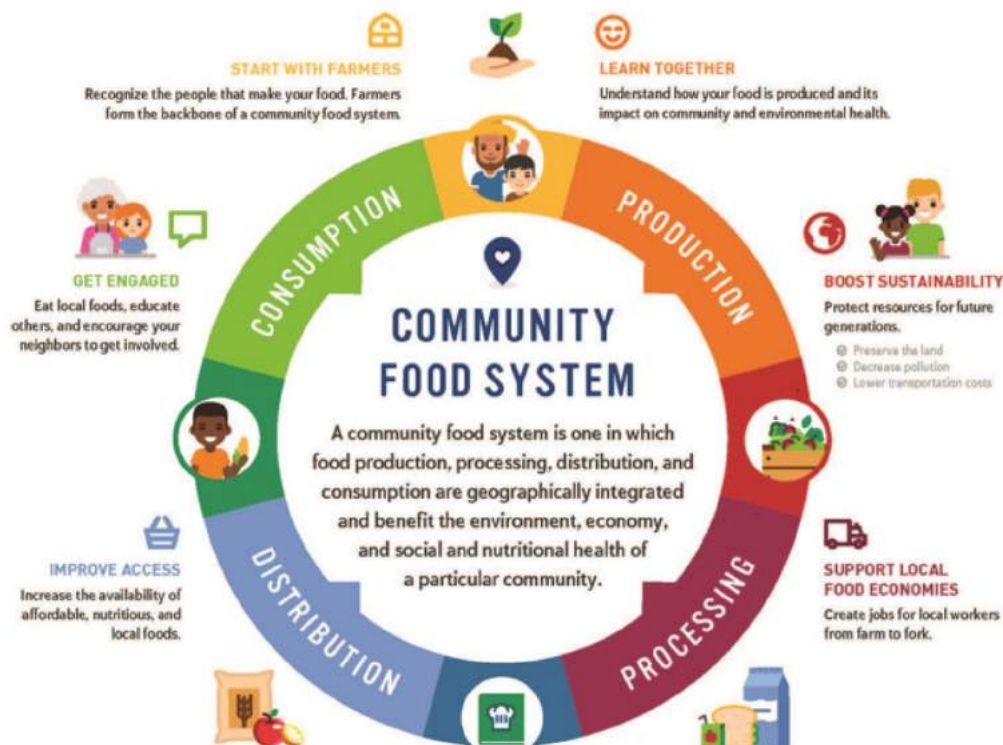 START WITH FARMERS
Recognize the people that make your food. Farmers
form the backbone of a community food system.
LEARN TOGETHER
Understand how your food is produced and its
impact on community and environmental health.
GET ENGAGED
Eat local foods, educate
others, and encourage your
neighbors to get involved.
CONSUMPTION
PRODUCTION
BOOST SUSTAINABILITY
Protect resources for future
generations.
Preserve the land
Decrease pollution
Lower transportation costs
COMMUNITY
FOOD SYSTEM
A community food system is one in which
food production, processing, distribution, and
consumption are geographically integrated
and benefit the environment, economy,
and social and nutritional health of
a particular community.
IMPROVE ACCESS
Increase the availability of
affordable, nutritious, and
local foods.
DISTRIBUTION
PROCESSING
SUPPORT LOCAL
FOOD ECONOMIES
Create jobs for local workers
from farm to fork.